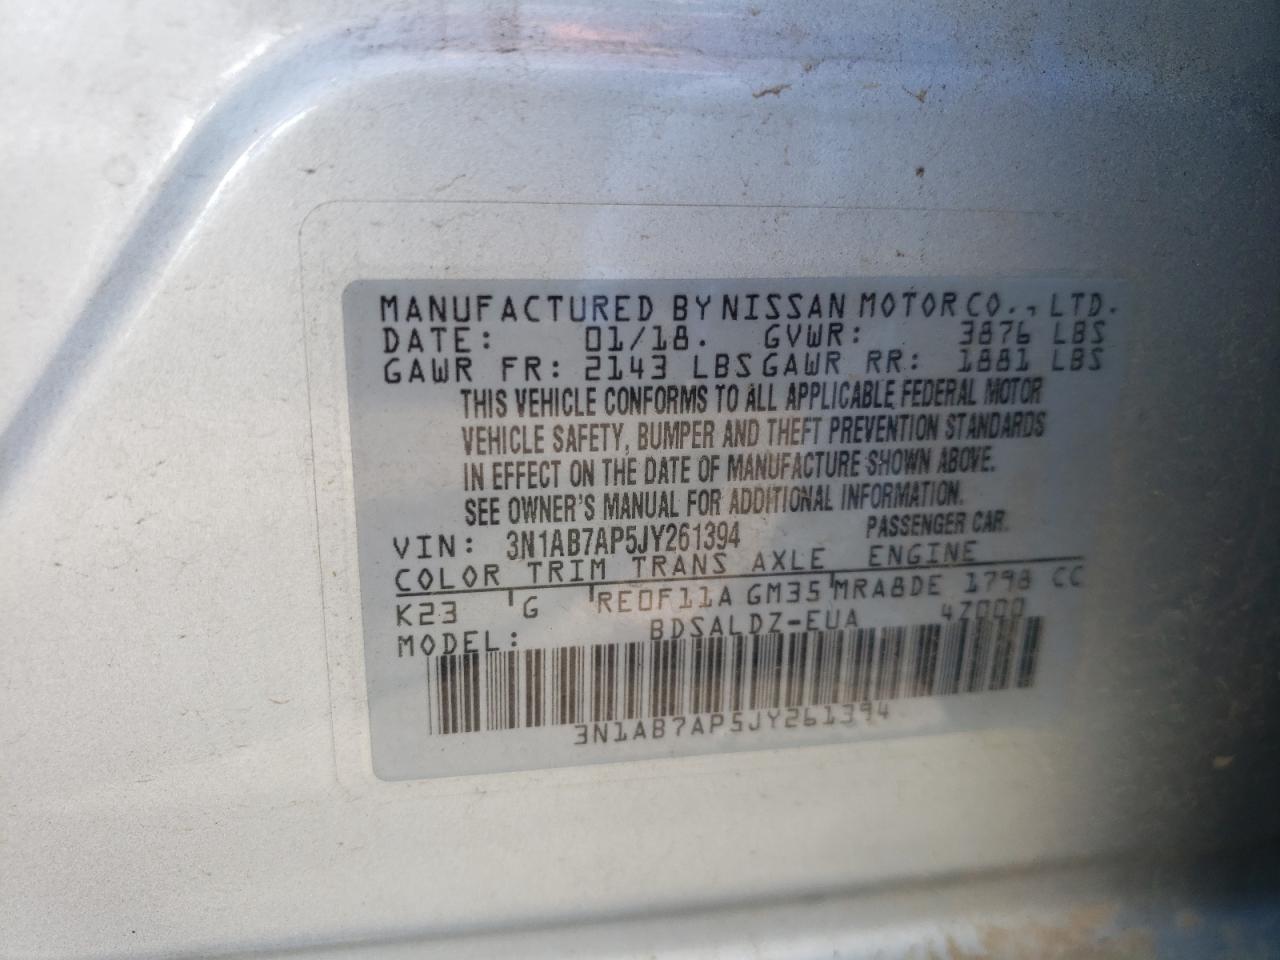 MANUFACTURED BY NISSAN MOTOR CO., LTD.
DATE: 01/18. GVWR: 3876 LBS
GAWR FR: 2143 LBS GAWR RR: 1881 LBS
THIS VEHICLE CONFORMS TO ALL APPLICABLE FEDERAL MOTOR
VEHICLE SAFETY, BUMPER AND THEFT PREVENTION STANDARDS
IN EFFECT ON THE DATE OF MANUFACTURE SHOWN ABOVE.
SEE OWNER'S MANUAL FOR ADDITIONAL INFORMATION.
VIN: 3N1AB7AP5JY261394 PASSENGER CAR.
COLOR TRIM TRANS AXLE ENGINE
K23 G RE0F11A GM35 MRA8DE 1798 CC
MODEL: BDSALDZ-EUA 4Z000
3N1AB7AP5JY261394